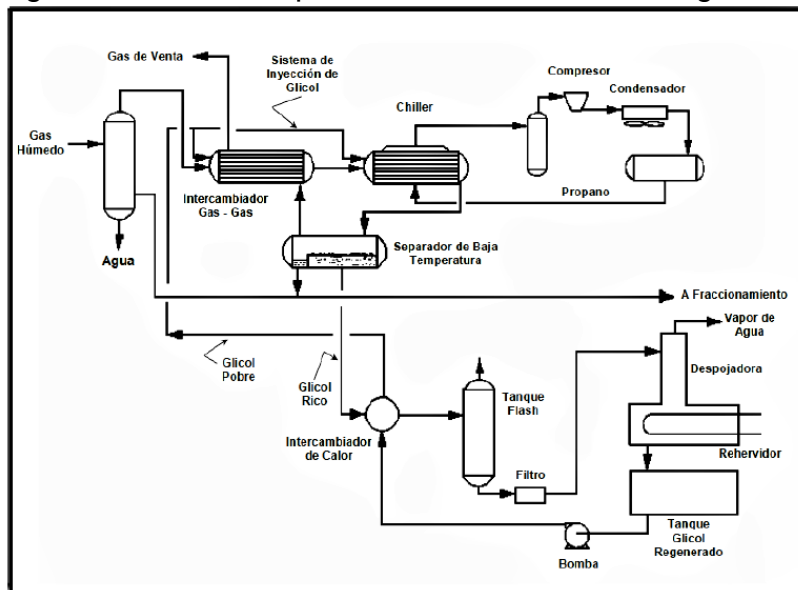 Gas de Venta
Sistema de
Inyección de
Glicol
Chiller
Compresor
Condensador
Gas
Húmedo
Intercambiador
Gas - Gas
Propano
Agua
Separador de Baja
Temperatura
A Fraccionamiento
Vapor de
Agua
Glicol
Pobre
Glicol
Rico
Tanque
Flash
Despojadora
Intercambiador
de Calor
Filtro
Rehervidor
Bomba
Tanque
Glicol
Regenerado